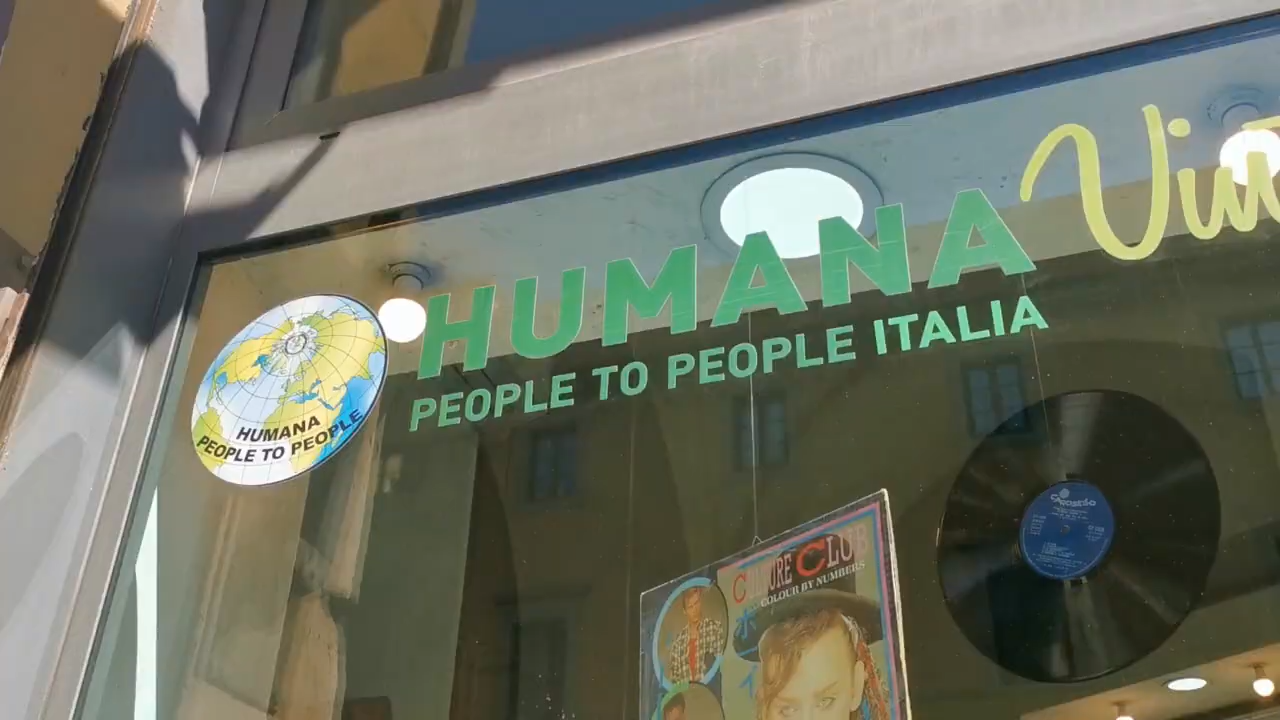 HUMANA
PEOPLE TO PEOPLE ITALIA
HUMANA
PEOPLE TO PEOPLE
CULTURE CLUB
COLOUR BY NUMBERS